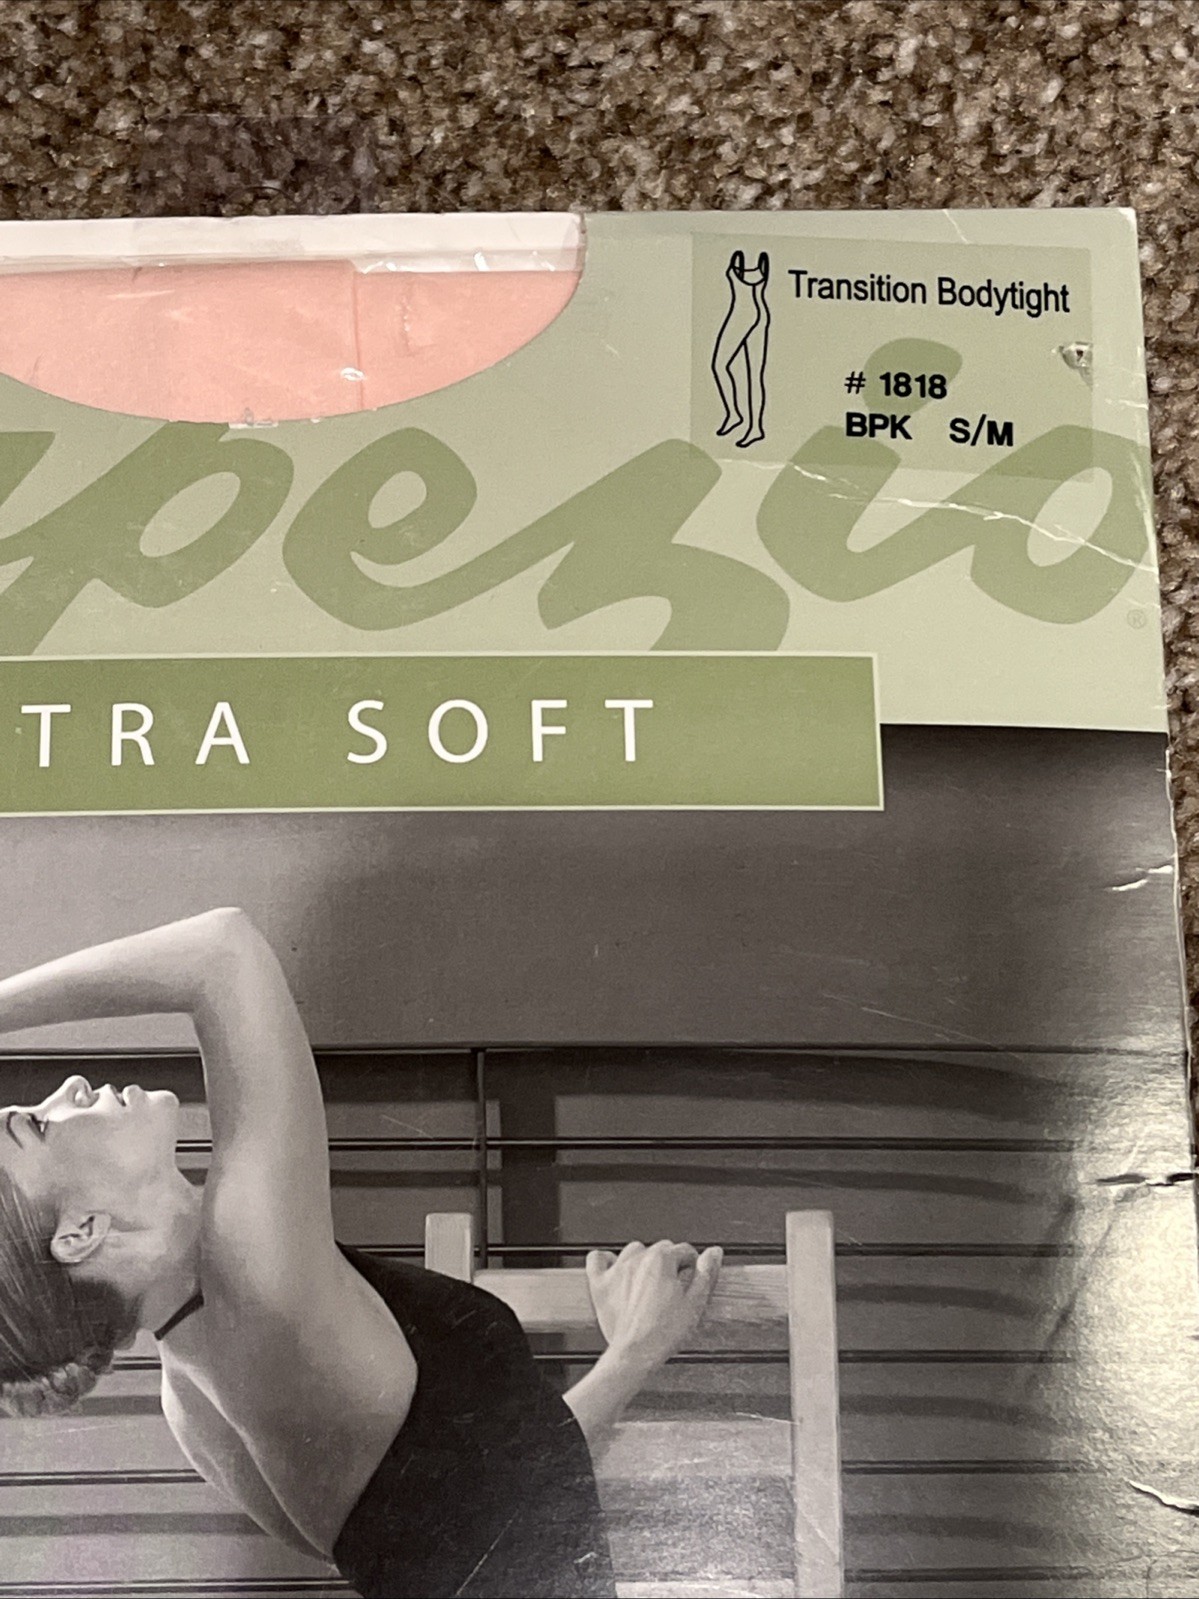 Transition Bodytight
# 1818
BPK S/M
pezio®
TRA SOFT